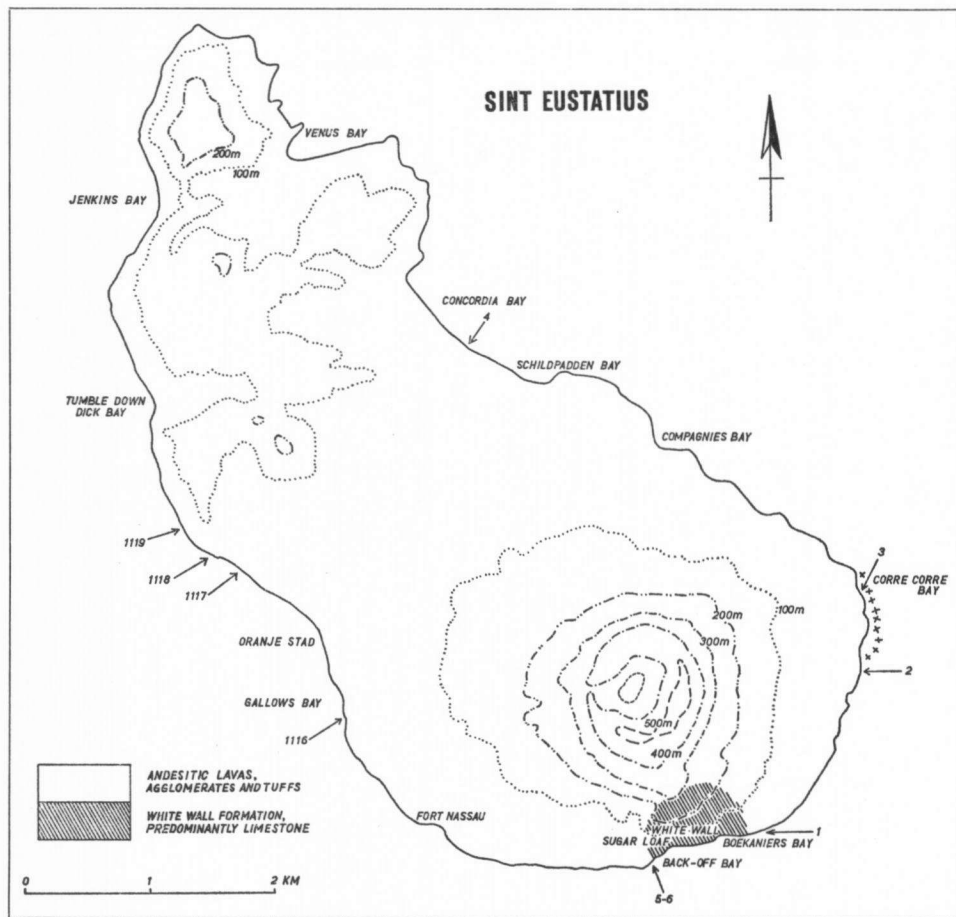 SINT EUSTATIUS
VENUS BAY
200m
100m
JENKINS BAY
CONCORDIA BAY
4
SCHILDPADDEN BAY
TUMBLE DOWN
DICK BAY
COMPAGNIES BAY
1119
1118
1117
3
CORRE CORRE
BAY
100m
200m
300m
ORANJE STAD
2
GALLOWS BAY
1116
500m
400m
ANDESITIC LAVAS,
AGGLOMERATES AND TUFFS
WHITE WALL FORMATION,
PREDOMINANTLY LIMESTONE
FORT NASSAU
WHITE WALL
SUGAR LOAF
BOEKANIERS BAY
1
BACK-OFF BAY
5-6
0 1 2 KM